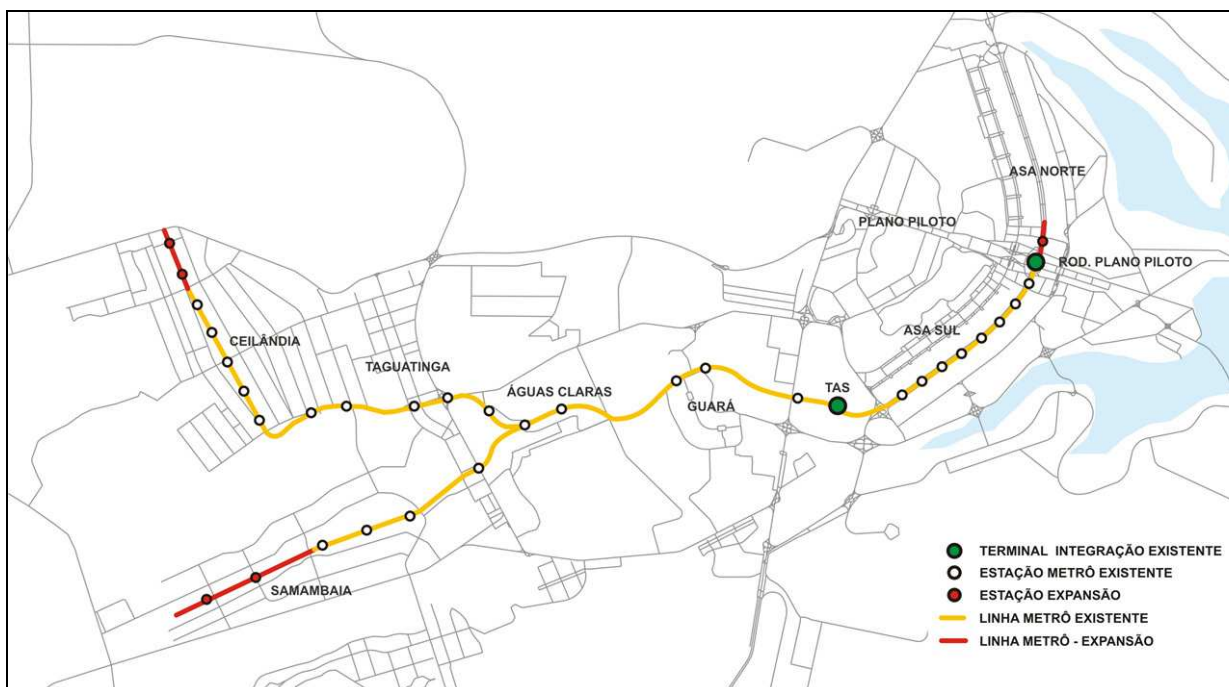 ASA NORTE
PLANO PILOTO
ROD. PLANO PILOTO
ASA SUL
CEILÂNDIA
TAGUATINGA
ÁGUAS CLARAS
TAS
GUARÁ
SAMAMBAIA
TERMINAL INTEGRAÇÃO EXISTENTE
ESTAÇÃO METRÔ EXISTENTE
ESTAÇÃO EXPANSÃO
LINHA METRÔ EXISTENTE
LINHA METRÔ - EXPANSÃO